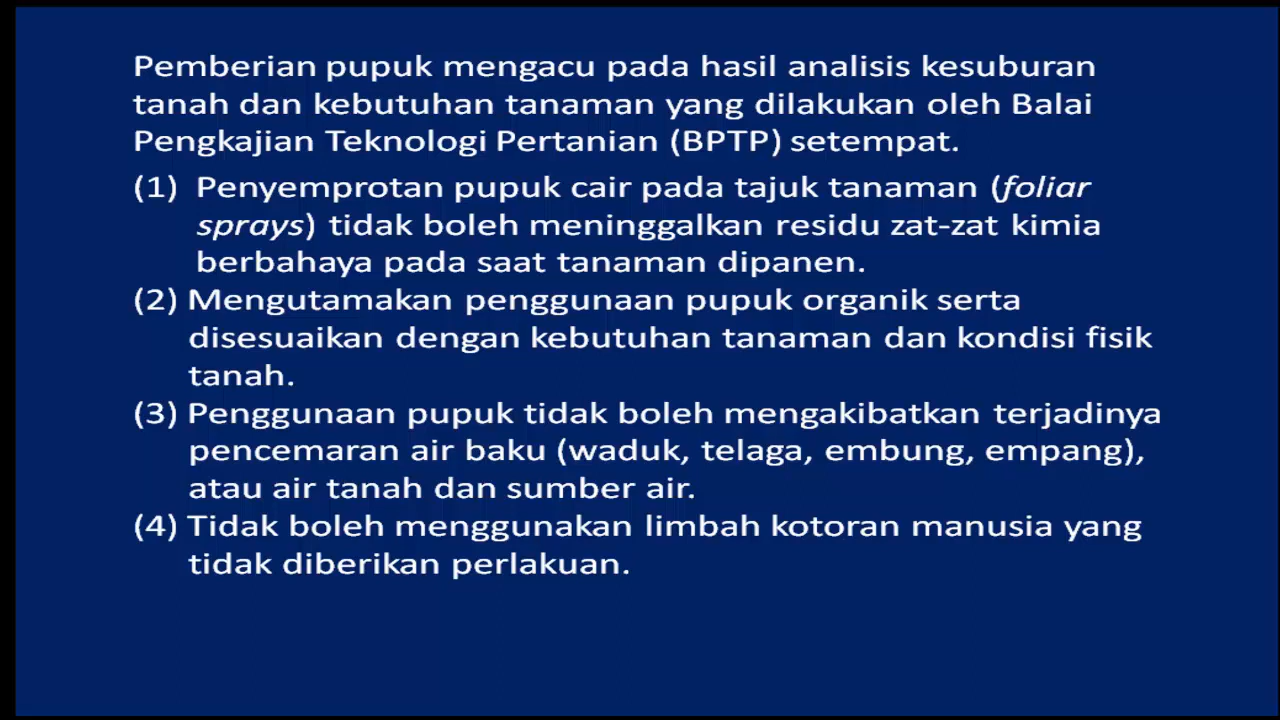 Pemberian pupuk mengacu pada hasil analisis kesuburan
tanah dan kebutuhan tanaman yang dilakukan oleh Balai
Pengkajian Teknologi Pertanian (BPTP) setempat.
(1) Penyemprotan pupuk cair pada tajuk tanaman (foliar
sprays) tidak boleh meninggalkan residu zat-zat kimia
berbahaya pada saat tanaman dipanen.
(2) Mengutamakan penggunaan pupuk organik serta
disesuaikan dengan kebutuhan tanaman dan kondisi fisik
tanah.
(3) Penggunaan pupuk tidak boleh mengakibatkan terjadinya
pencemaran air baku (waduk, telaga, embung, empang),
atau air tanah dan sumber air.
(4) Tidak boleh menggunakan limbah kotoran manusia yang
tidak diberikan perlakuan.